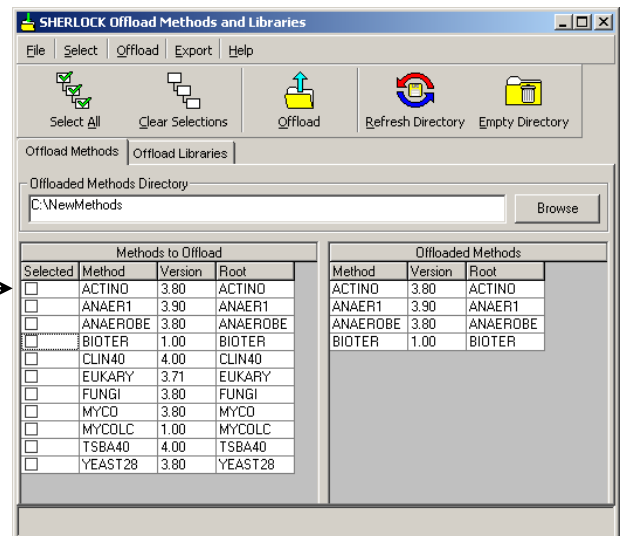 SHERLOCK Offload Methods and Libraries
File Select Offload Export Help
Select All Clear Selections Offload Refresh Directory Empty Directory
Offload Methods Offload Libraries
Offloaded Methods Directory
C:\NewMethods Browse
Methods to Offload Offloaded Methods
Selected Method Version Root Method Version Root
ACTINO 3.80 ACTINO ACTINO 3.80 ACTINO
ANAER1 3.90 ANAER1 ANAER1 3.90 ANAER1
ANAEROBE 3.80 ANAEROBE ANAEROBE 3.80 ANAEROBE
BIOTER 1.00 BIOTER BIOTER 1.00 BIOTER
CLIN40 4.00 CLIN40
EUKARY 3.71 EUKARY
FUNGI 3.80 FUNGI
MYCO 3.80 MYCO
MYCOLC 1.00 MYCOLC
TSBA40 4.00 TSBA40
YEAST28 3.80 YEAST28